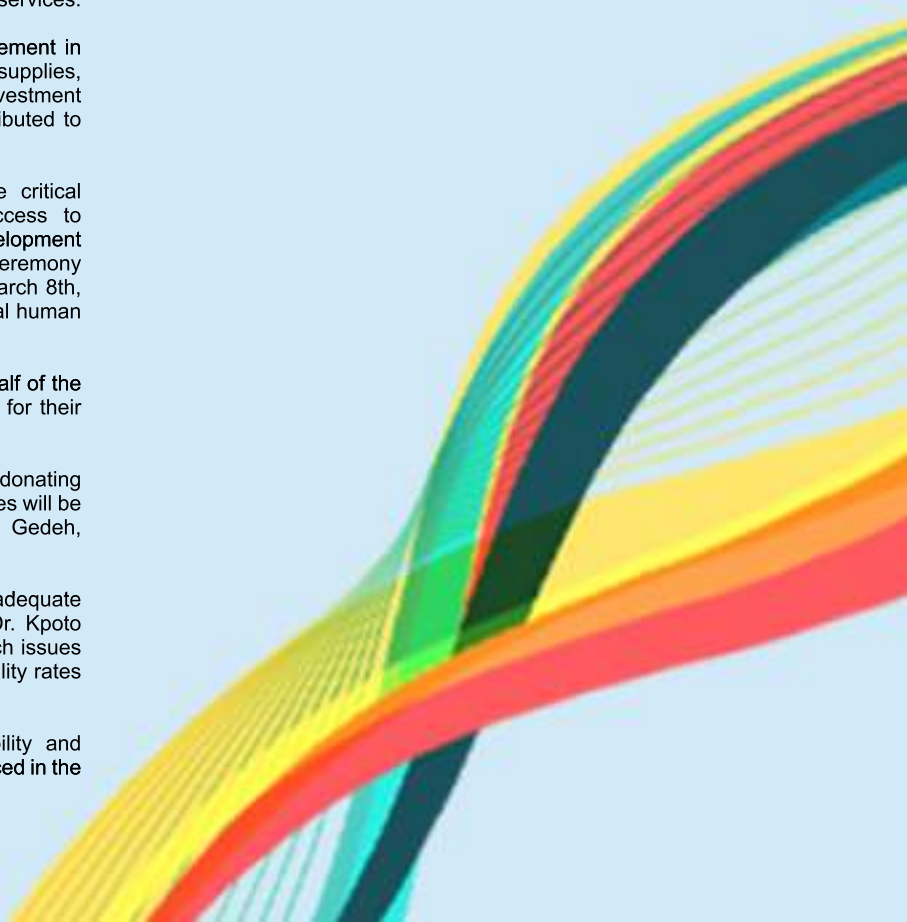 services.
ement in
supplies,
vestment
ibuted to
e critical
ccess to
elopment
eremony
arch 8th,
al human
alf of the
for their
donating
es will be
Gedeh,
adequate
Dr. Kpoto
ch issues
ility rates
ility and
ced in the